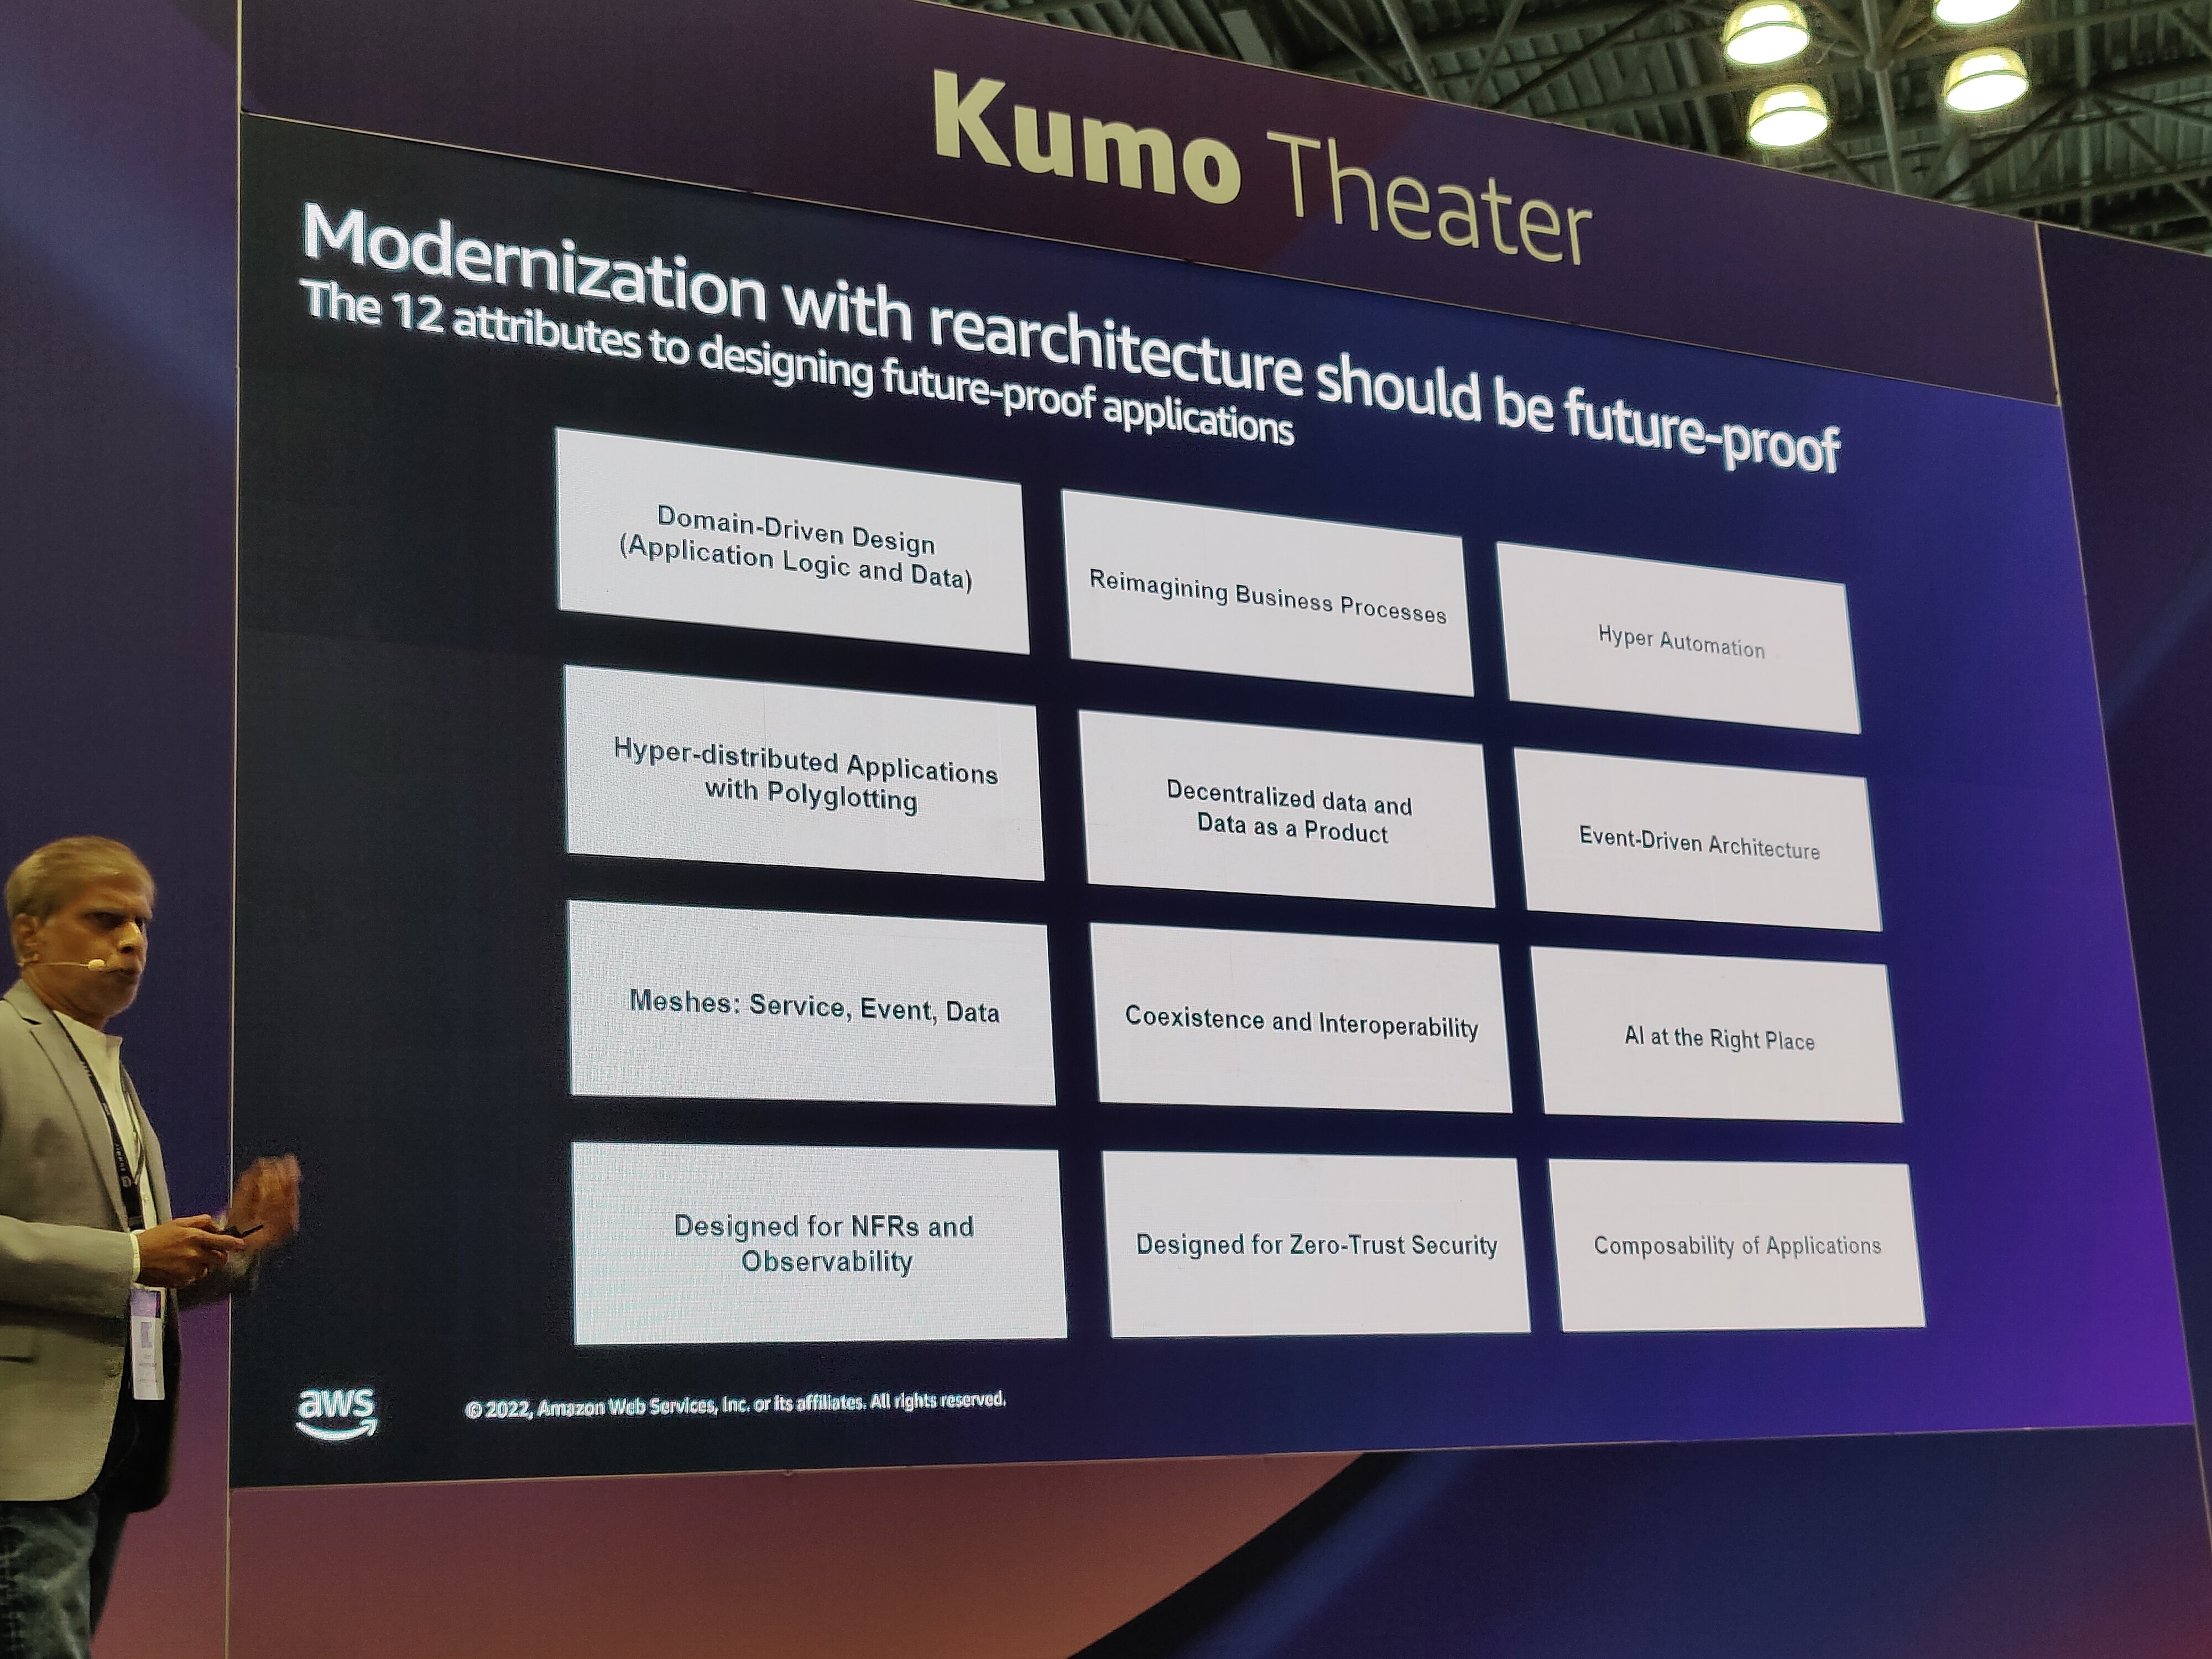 Kumo Theater
Modernization with rearchitecture should be future-proof
The 12 attributes to designing future-proof applications
Domain-Driven Design
(Application Logic and Data)
Reimagining Business Processes
Hyper Automation
Hyper-distributed Applications
with Polyglotting
Decentralized data and
Data as a Product
Event-Driven Architecture
Meshes: Service, Event, Data
Coexistence and Interoperability
AI at the Right Place
Designed for NFRs and
Observability
Designed for Zero-Trust Security
Composability of Applications
aws
© 2022, Amazon Web Services, Inc. or its affiliates. All rights reserved.